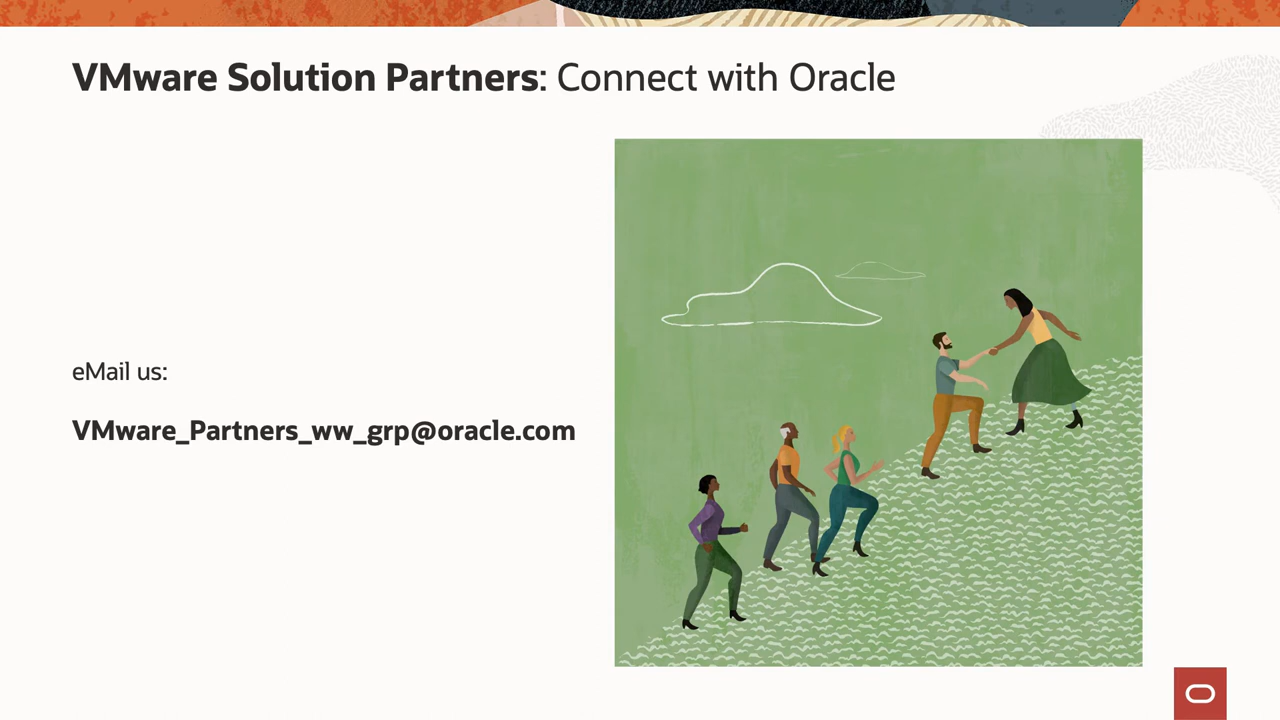 VMware Solution Partners: Connect with Oracle
eMail us:
VMware_Partners_ww_grp@oracle.com